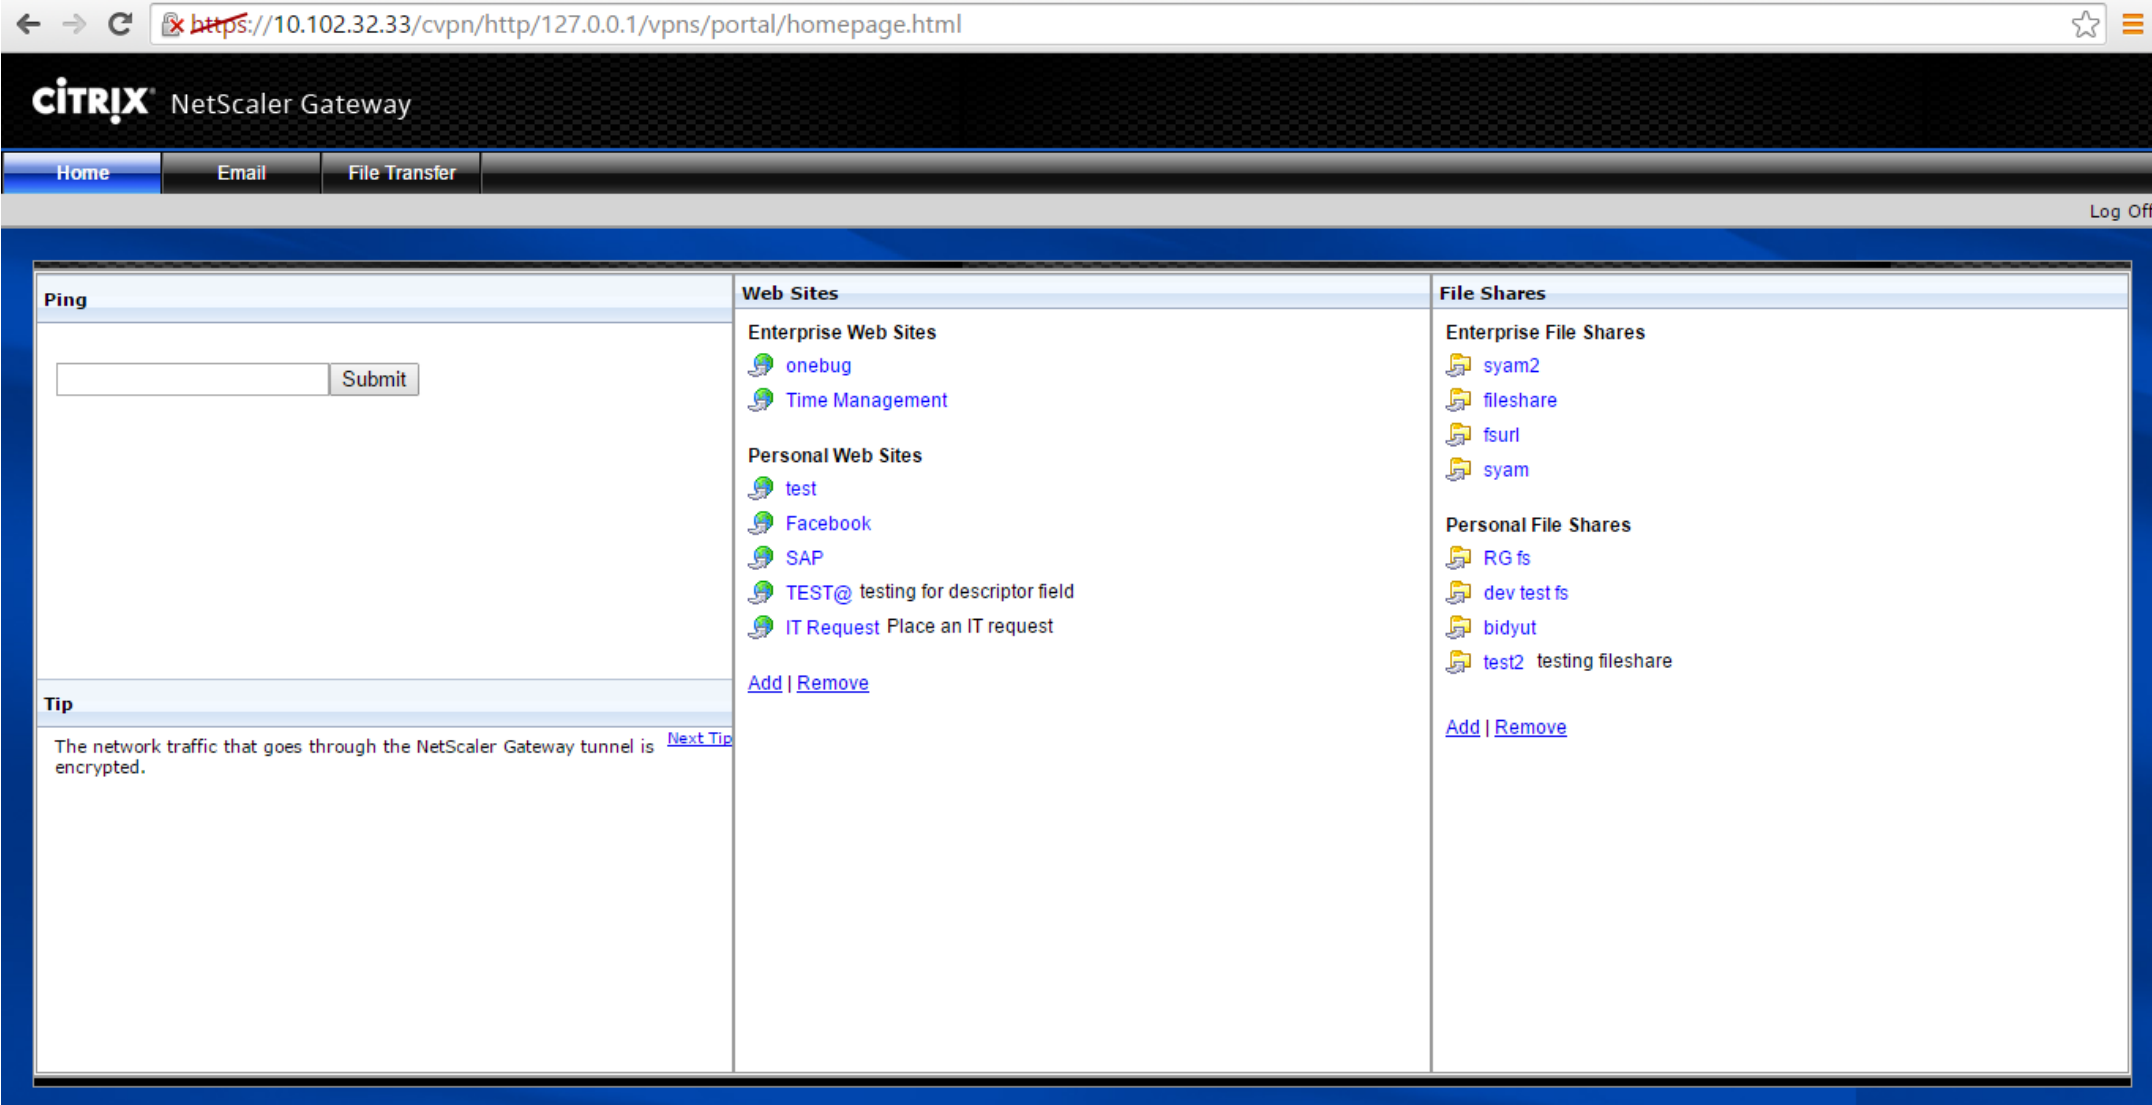 https://10.102.32.33/cvpn/http/127.0.0.1/vpns/portal/homepage.html
CITRIX NetScaler Gateway
Home Email File Transfer
Log Off
Ping
Submit
Tip
The network traffic that goes through the NetScaler Gateway tunnel is Next Tip
encrypted.
Web Sites
Enterprise Web Sites
onebug
Time Management
Personal Web Sites
test
Facebook
SAP
TEST@ testing for descriptor field
IT Request Place an IT request
Add | Remove
File Shares
Enterprise File Shares
syam2
fileshare
fsurl
syam
Personal File Shares
RG fs
dev test fs
bidyut
test2 testing fileshare
Add | Remove